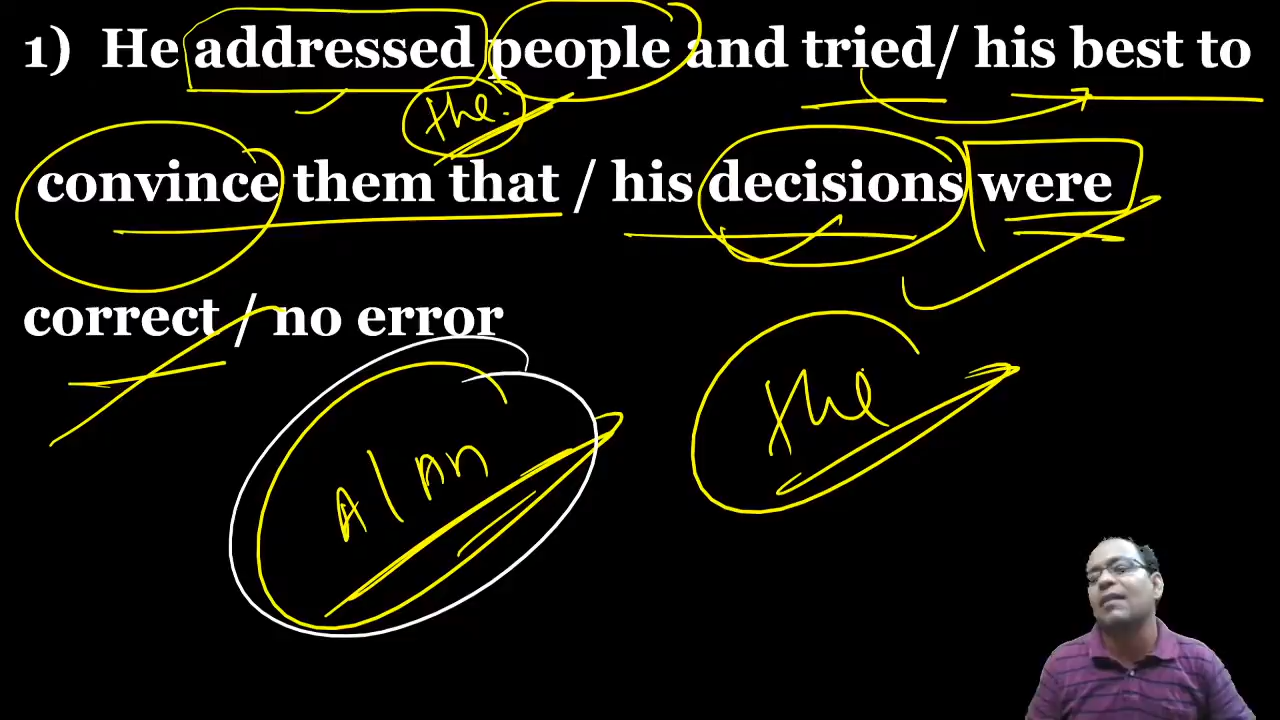 1) He addressed people and tried/ his best to
the.
convince them that / his decisions were
correct / no error
A/An
the